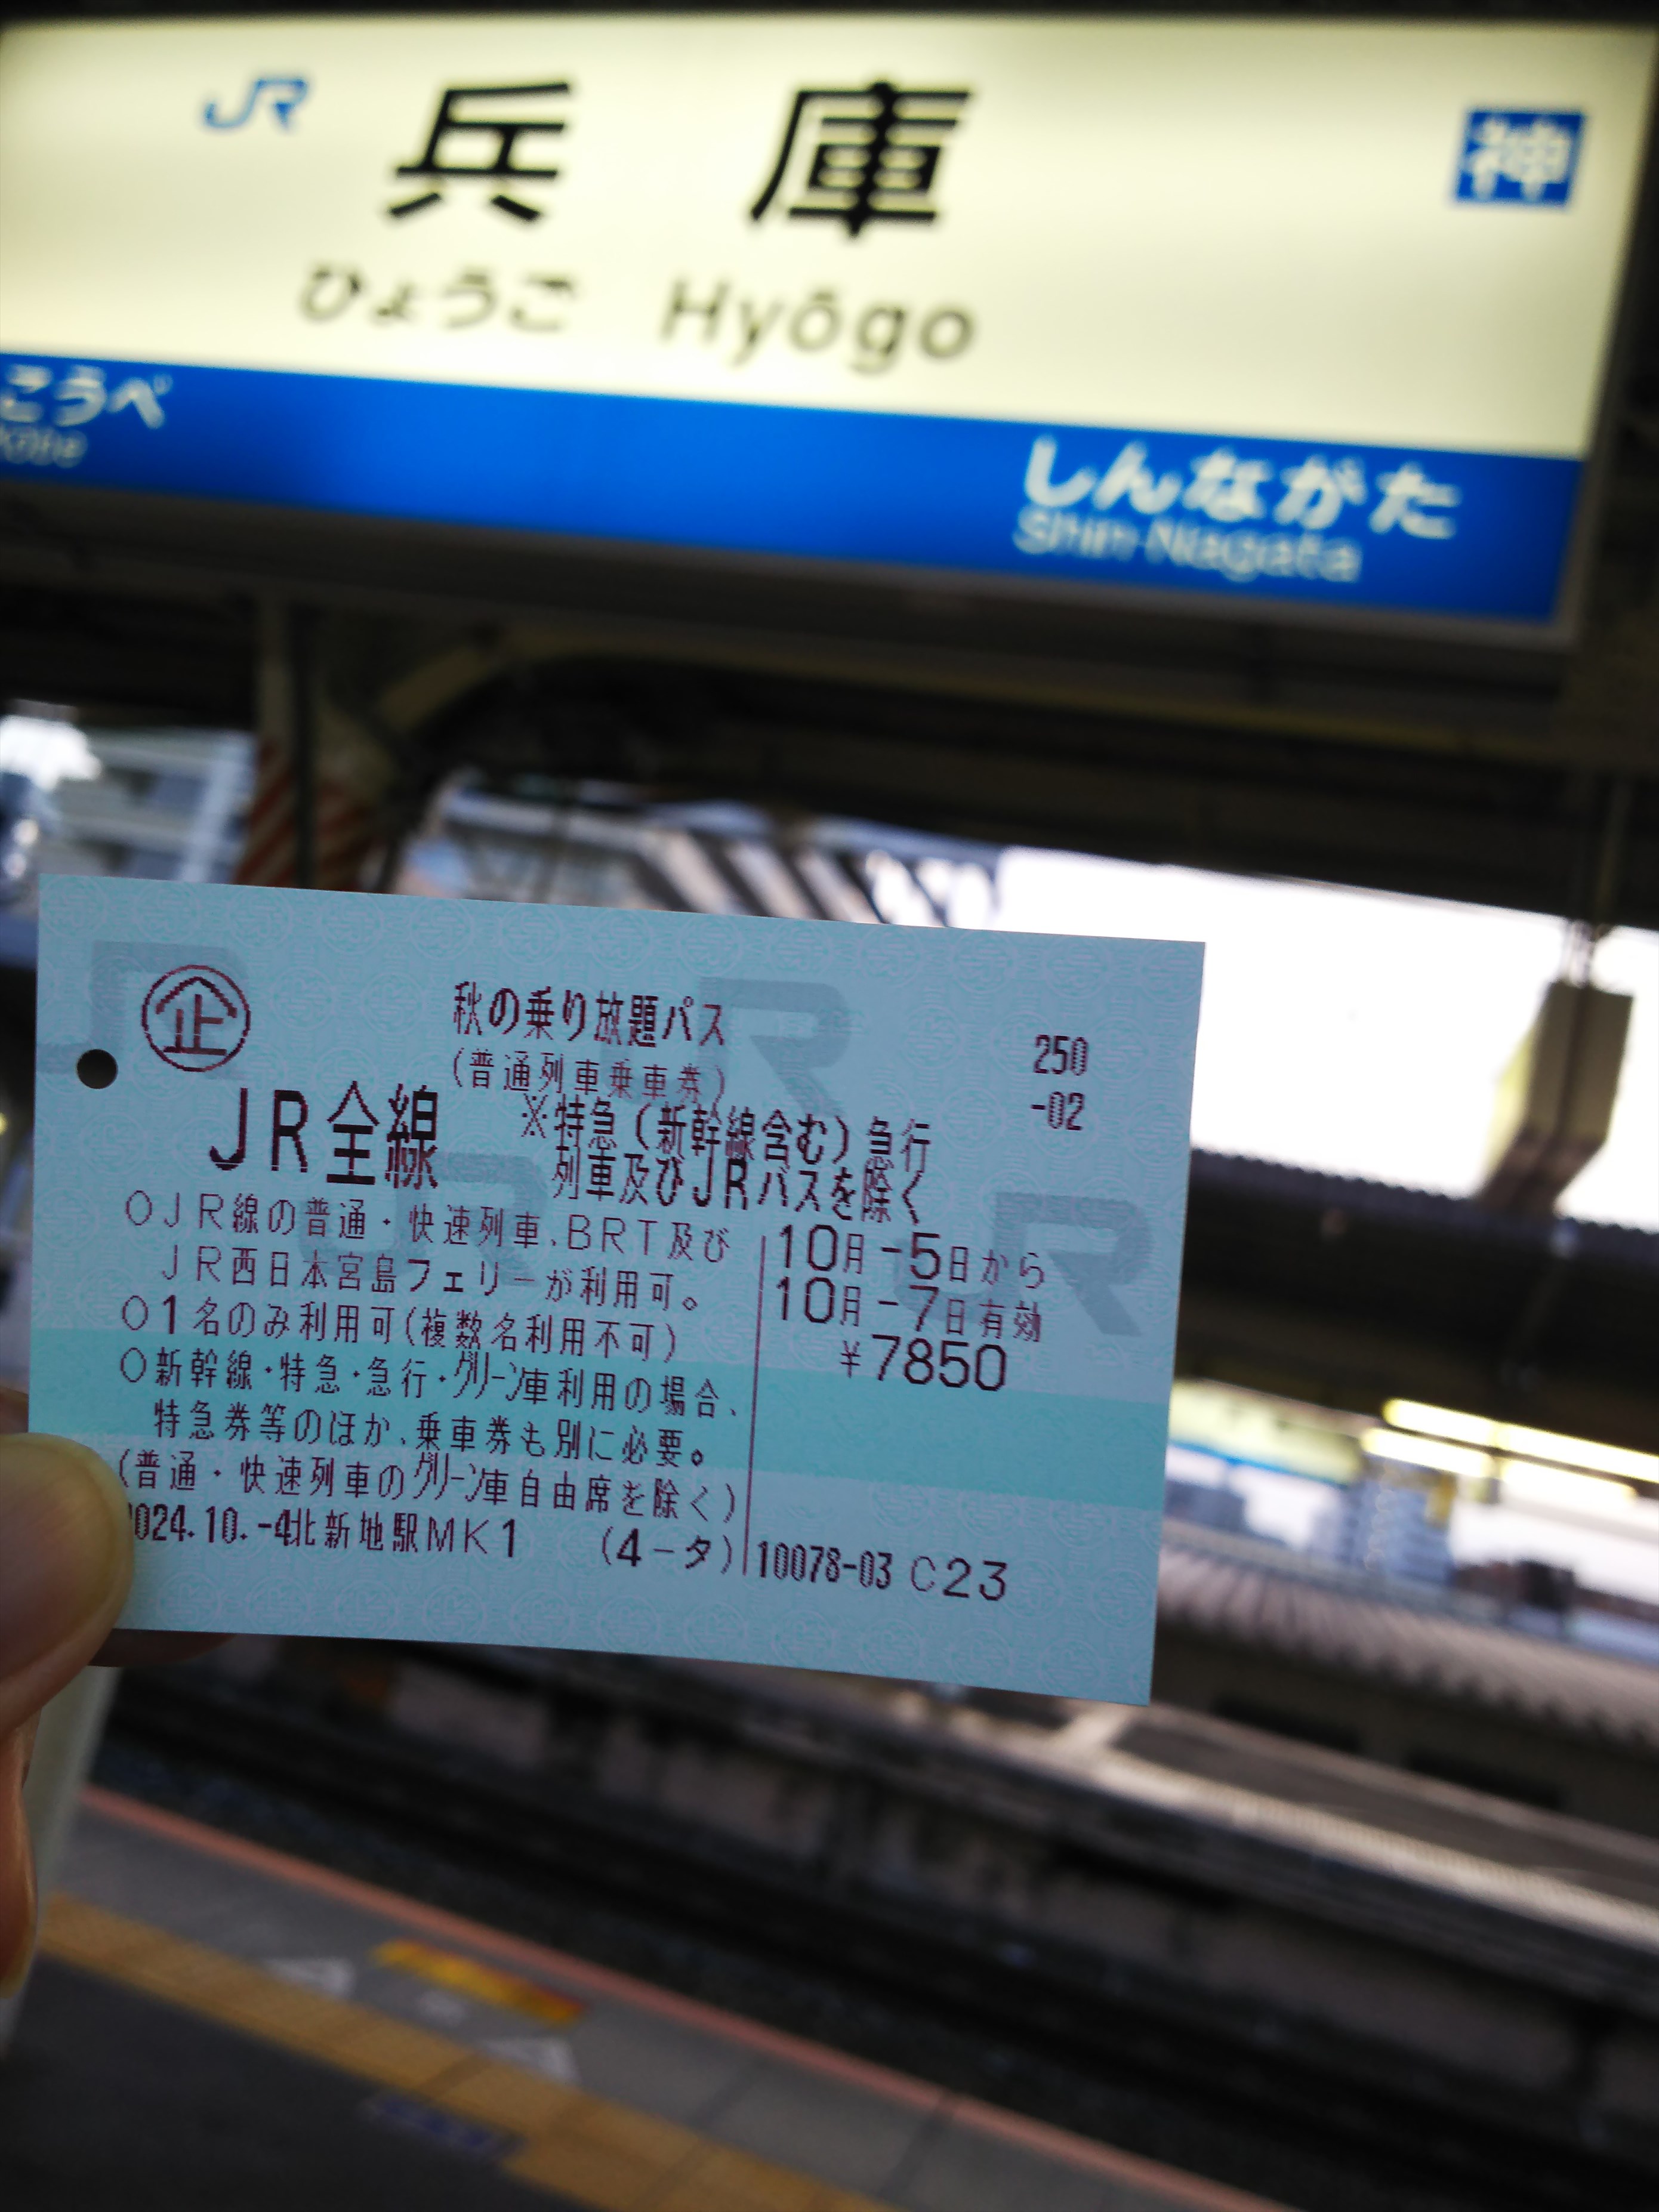 JR 兵庫 神
ひょうご Hyōgo
こうべ
Kōbe
しんながた
Shin-Nagata
企 秋の乗り放題パス 250
(普通列車乗車券) -02
JR全線 ※特急(新幹線含む)急行
列車及びJRバスを除く
○JR線の普通・快速列車、BRT及び
JR西日本宮島フェリーが利用可。
○1名のみ利用可(複数名利用不可)
○新幹線・特急・急行・グリーン車利用の場合、
特急券等のほか、乗車券も別に必要。
(普通・快速列車のグリーン車自由席を除く)
10月-5日から
10月-7日有効
¥7850
2024.10.-4北新地駅MK1 (4-タ) 10078-03 C23